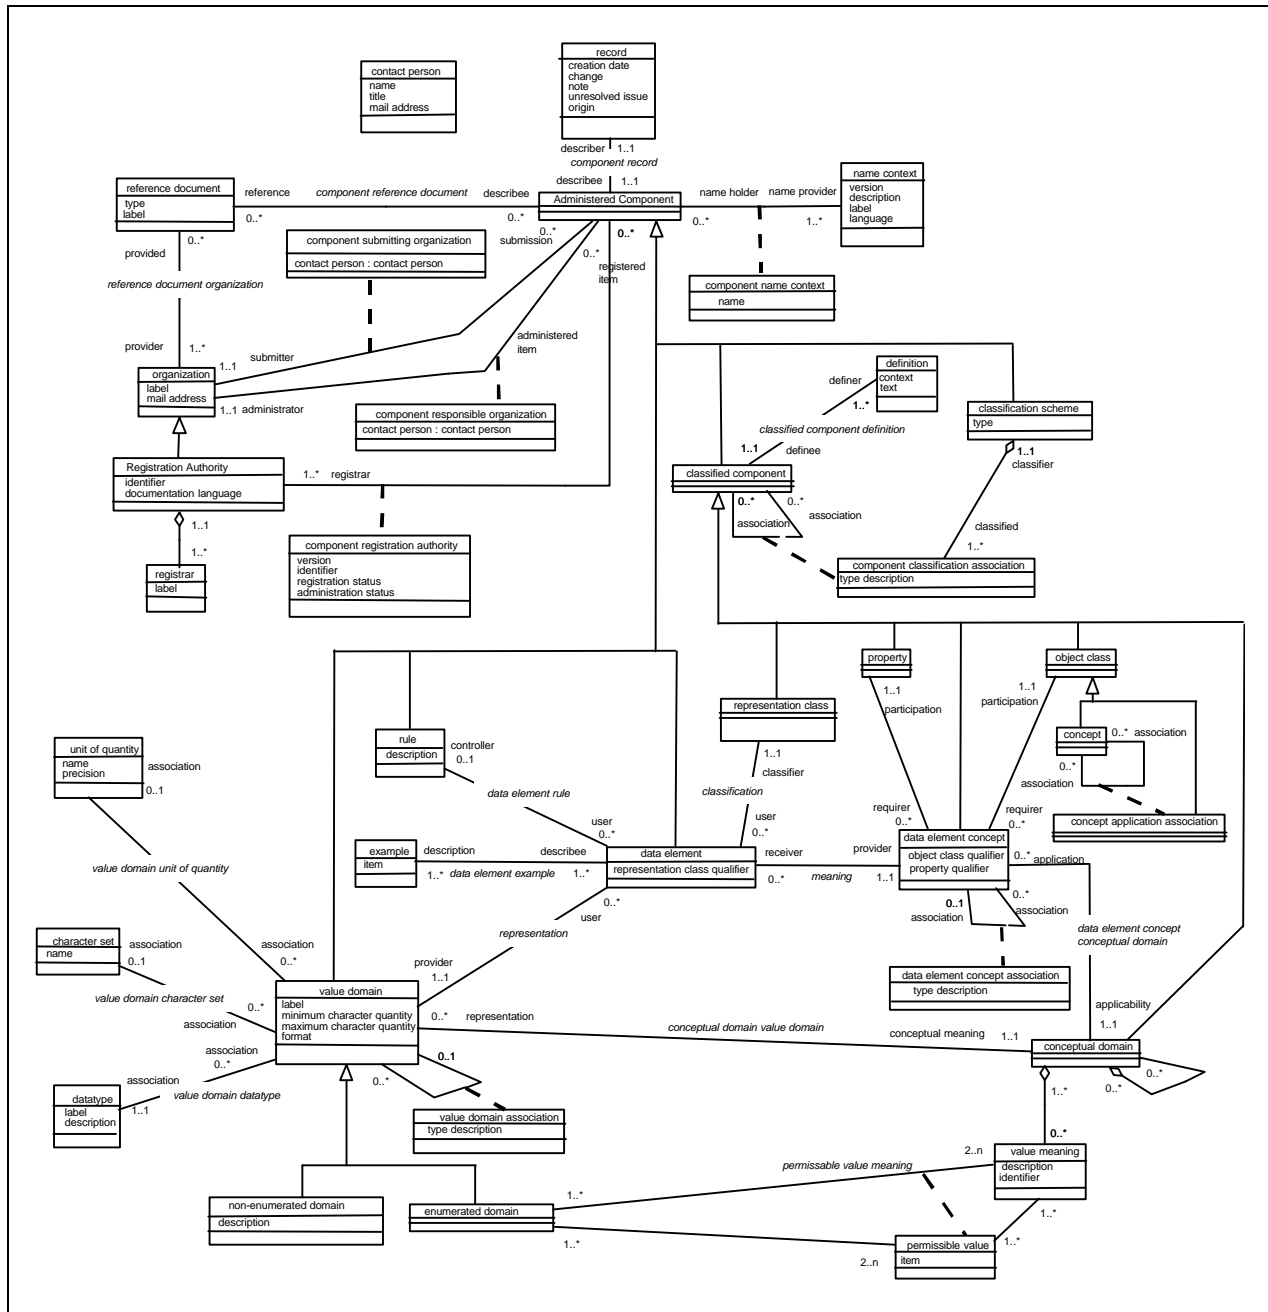 record
creation date
change
note
unresolved issue
origin
contact person
name
title
mail address
describer 1..1
component record
describee 1..1
reference document
type
label
reference component reference document describee
0..* 0..*
Administered Component
name holder name provider
0..* 1..*
name context
version
description
label
language
0..*
provided
reference document organization
component submitting organization
contact person : contact person
submission
0..*
0..*
0..*
registered
item
component name context
name
administered
item
provider 1..*
1..1 submitter
organization
label
mail address
1..1 administrator
component responsible organization
contact person : contact person
definition
context
text
definer
1..*
classified component definition
1..1
definee
classification scheme
type
1..1
classifier
Registration Authority
identifier
documentation language
1..* registrar
classified component
0..* 0..*
association
association
classified
1..*
1..1
1..*
registrar
label
component registration authority
version
identifier
registration status
administration status
component classification association
type description
property
1..1
participation
object class
1..1
participation
representation class
1..1
classifier
classification
user
0..*
concept
0..* association
0..*
association
concept application association
unit of quantity
name
precision
association
0..1
rule
description
controller
0..1
data element rule
user
0..*
requirer
0..*
requirer
0..*
example
item
description describee
1..* data element example 1..*
data element
representation class qualifier
receiver provider
0..* meaning 1..1
data element concept
object class qualifier
property qualifier
0..*
application
0..1 0..*
association
association
value domain unit of quantity
0..*
user
representation
data element concept
conceptual domain
character set
name
association
0..1
association
0..*
provider
1..1
data element concept association
type description
value domain character set 0..*
association
value domain
label
minimum character quantity
maximum character quantity
format
0..* representation
conceptual domain value domain
conceptual meaning 1..1
applicability
1..1
conceptual domain
association
0..*
association
1..1 value domain datatype
datatype
label
description
0..1
0..*
value domain association
type description
1..*
0..*
0..*
0..*
value meaning
description
identifier
2..n
permissable value meaning
non-enumerated domain
description
enumerated domain
1..*
1..*
1..*
1..*
2..n
permissible value
item